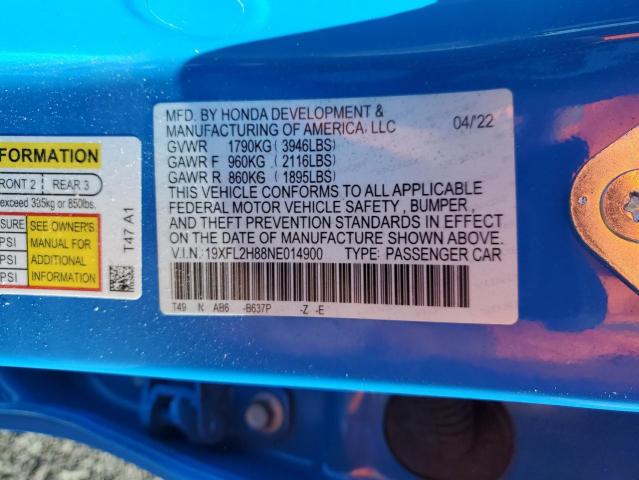 NFORMATION
FRONT 2 REAR 3
exceed 385kg or 850lbs.
SURE SEE OWNER'S
PSI MANUAL FOR
PSI ADDITIONAL
PSI INFORMATION
T47 A1
MFD. BY HONDA DEVELOPMENT &
MANUFACTURING OF AMERICA, LLC 04/22
GVWR 1790KG (3946LBS)
GAWR F 960KG (2116LBS)
GAWR R 860KG (1895LBS)
THIS VEHICLE CONFORMS TO ALL APPLICABLE
FEDERAL MOTOR VEHICLE SAFETY, BUMPER,
AND THEFT PREVENTION STANDARDS IN EFFECT
ON THE DATE OF MANUFACTURE SHOWN ABOVE.
V.I.N.: 19XFL2H88NE014900 TYPE: PASSENGER CAR
T49 N AB6 -B637P -Z -E